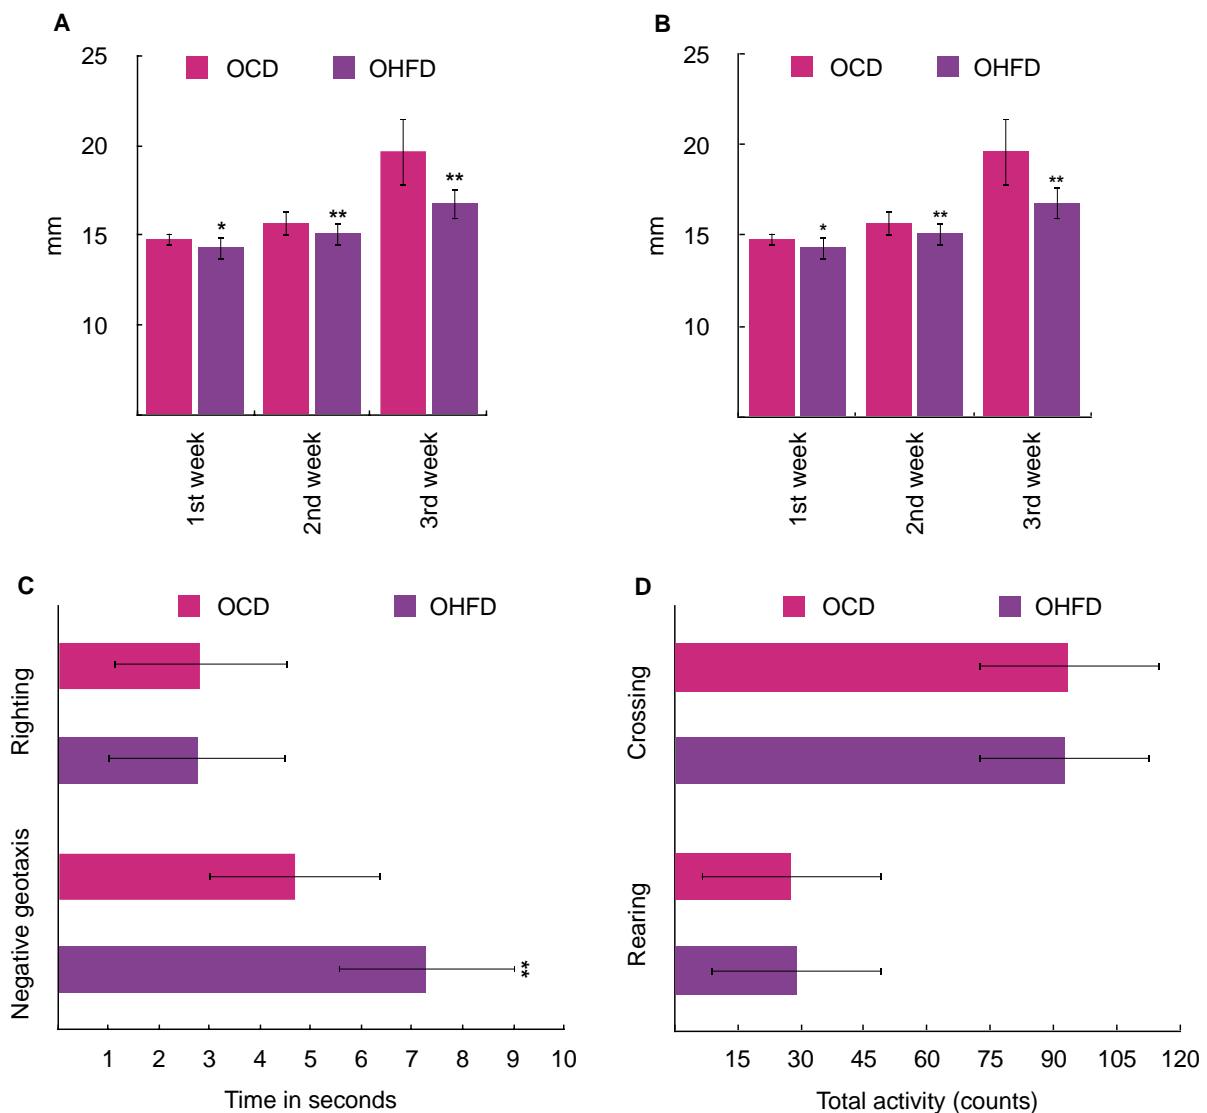 A
25
OCD OHFD
20
**
**
*
mm
15
10
1st week
2nd week
3rd week
B
25
OCD OHFD
20
**
**
*
mm
15
10
1st week
2nd week
3rd week
C
OCD OHFD
Righting
Negative geotaxis
**
1 2 3 4 5 6 7 8 9 10
Time in seconds
D
OCD OHFD
Crossing
Rearing
15 30 45 60 75 90 105 120
Total activity (counts)